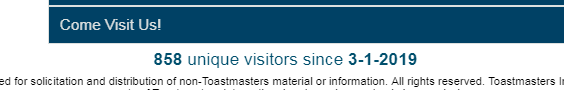 Come Visit Us!
858 unique visitors since 3-1-2019
ed for solicitation and distribution of non-Toastmasters material or information. All rights reserved. Toastmasters In